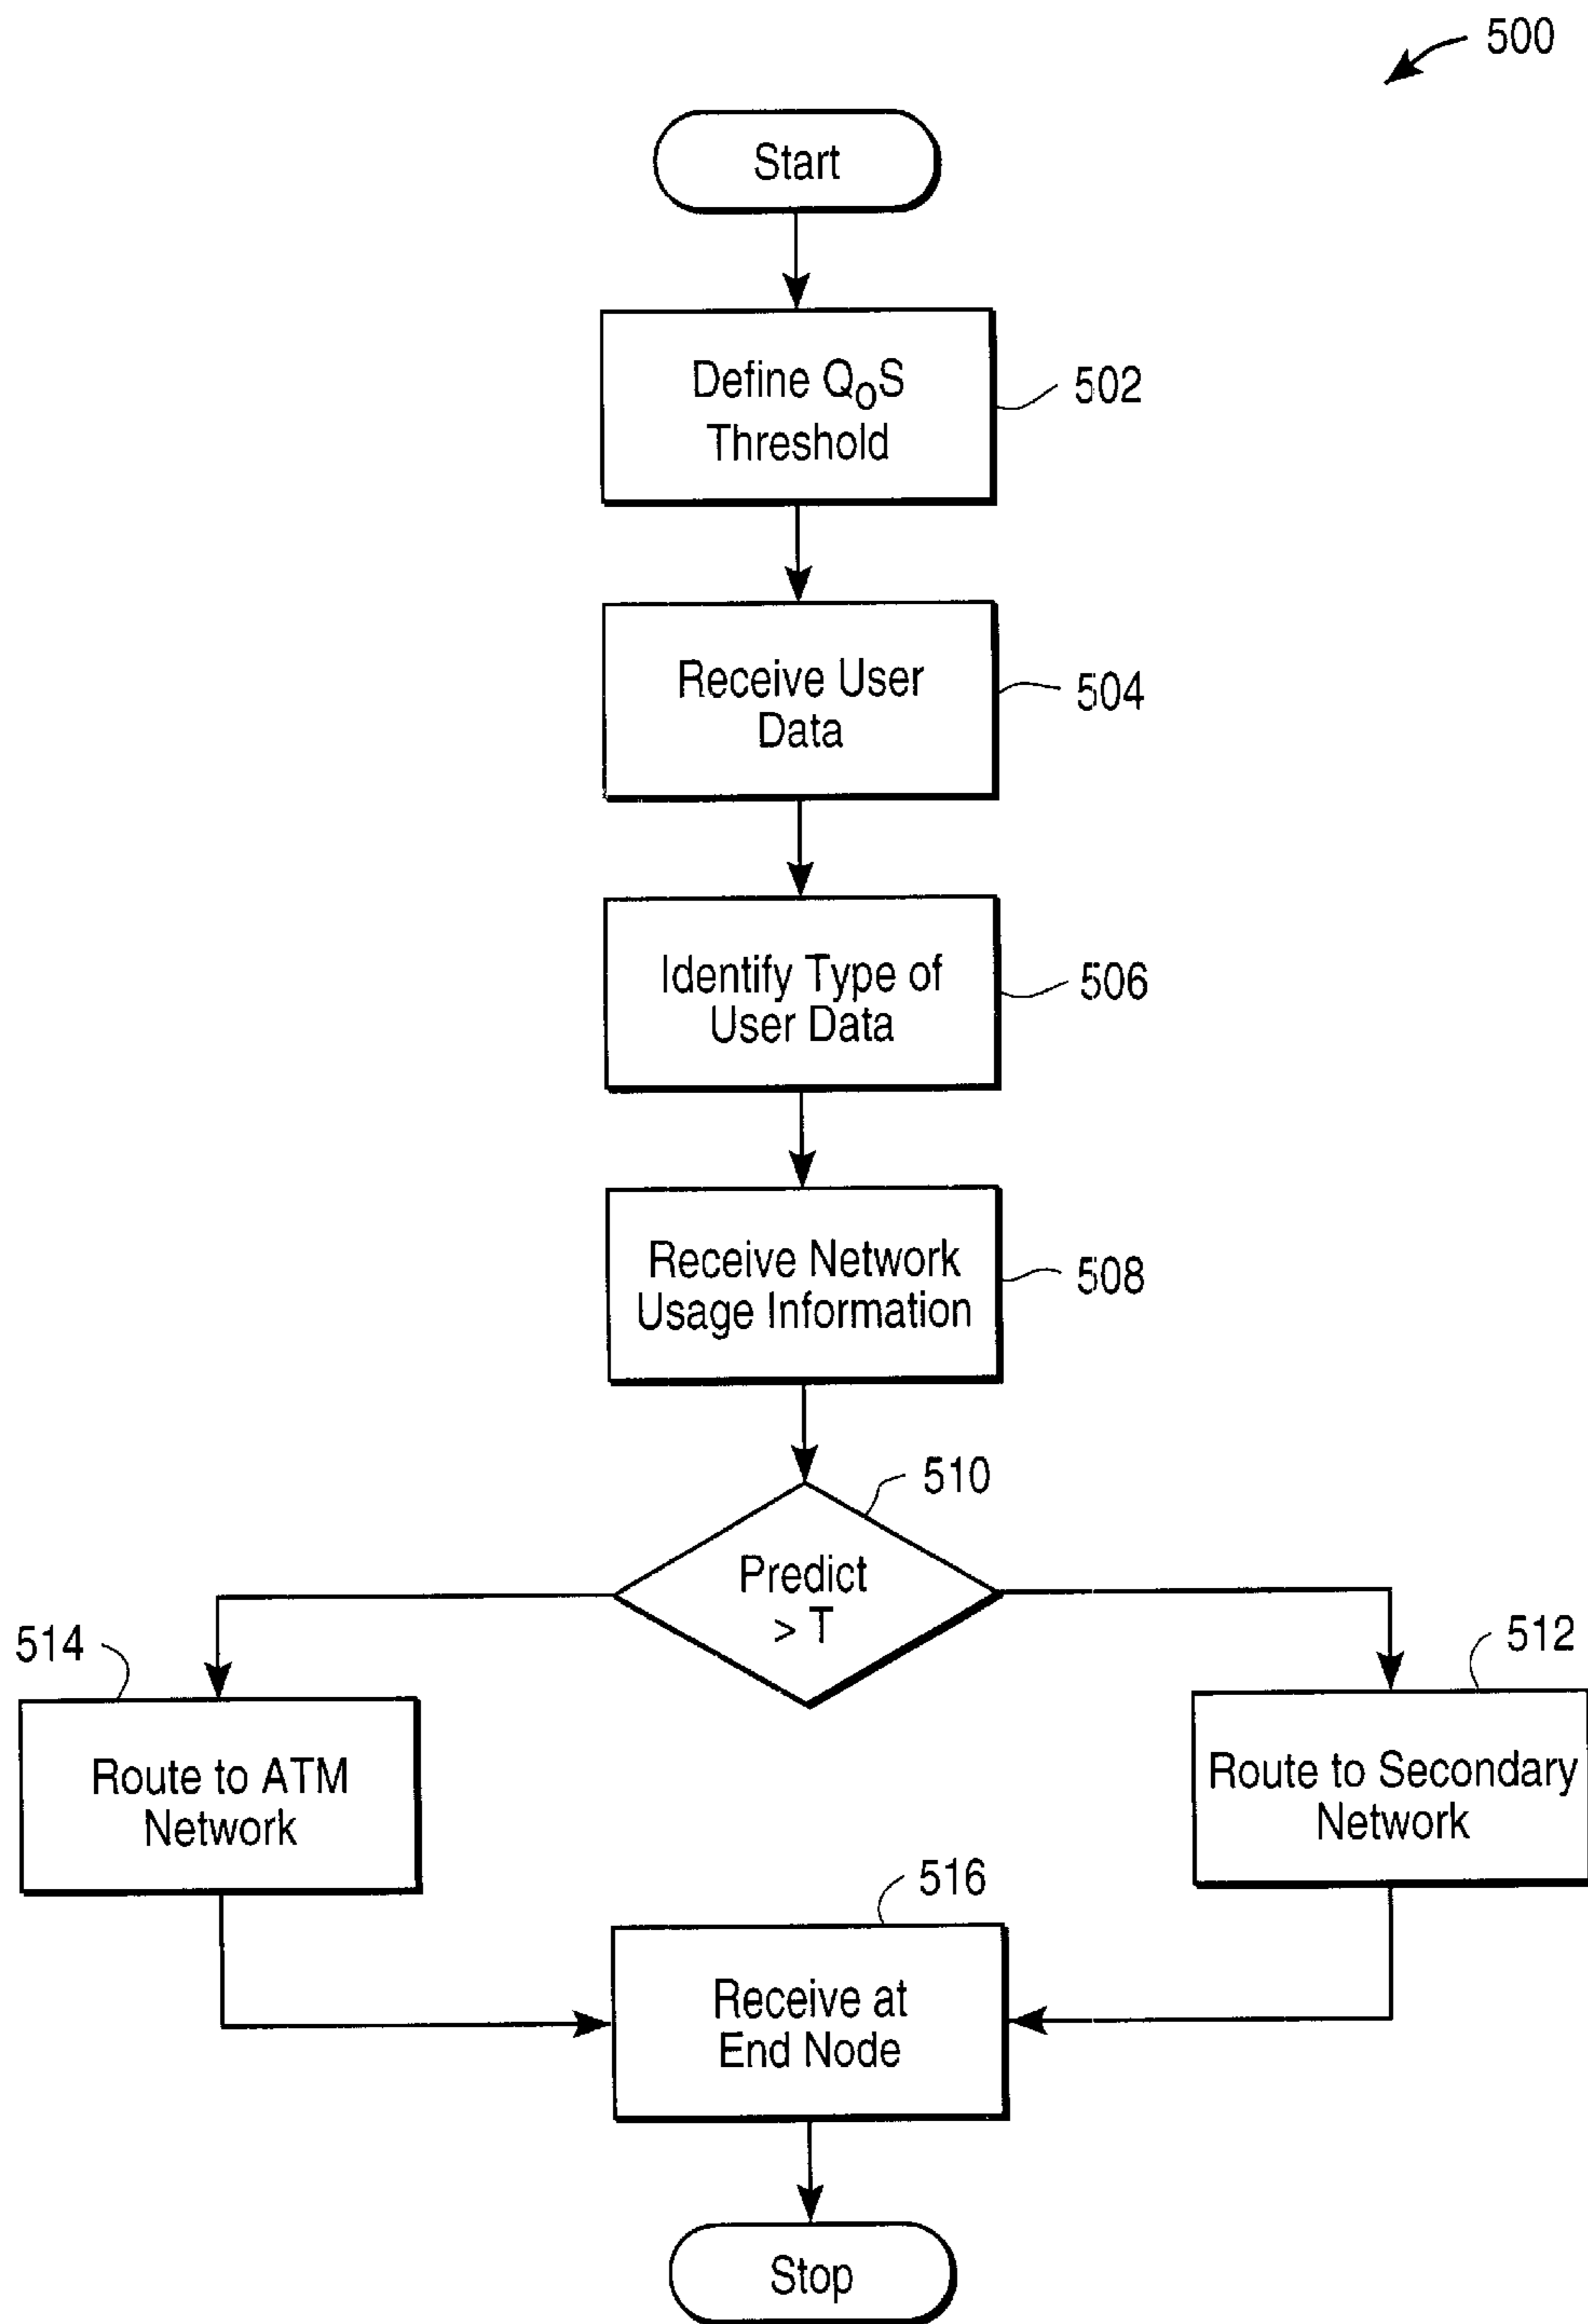 500
Start
Define QoS
Threshold
502
Receive User
Data
504
Identify Type of
User Data
506
Receive Network
Usage Information
508
510
Predict
> T
514
Route to ATM
Network
512
Route to Secondary
Network
516
Receive at
End Node
Stop